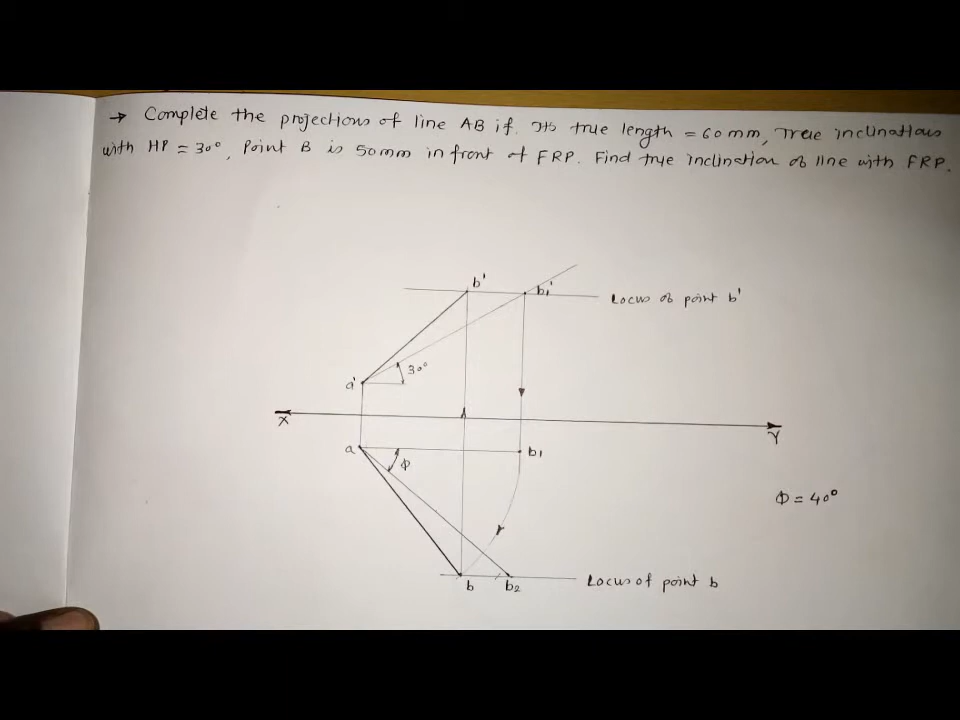 → Complete the projections of line AB if. Its true length = 60 mm, True inclinations
with HP = 30°, Point B is 50mm in front of FRP. Find true inclination of line with FRP.
b'
b₁'
Locus of point b'
a'
30°
X
Y
a
b₁
Φ
Φ = 40°
b
b₂
Locus of point b